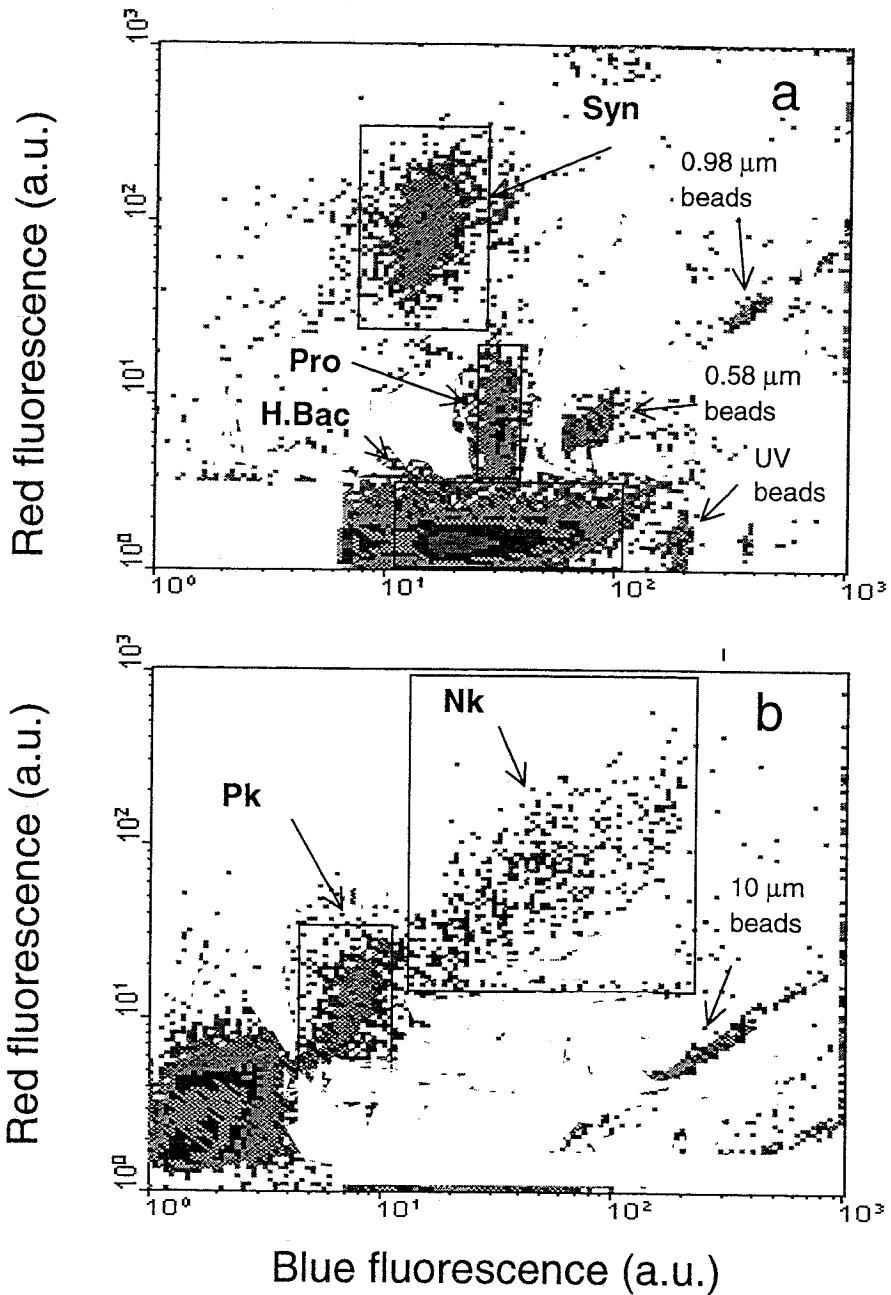 10³
10²
10¹
10⁰
Red fluorescence (a.u.)
a
Syn
0.98 µm
beads
Pro
0.58 µm
beads
H.Bac
UV
beads
10⁰ 10¹ 10² 10³
10³
10²
10¹
10⁰
Red fluorescence (a.u.)
b
Nk
Pk
10 µm
beads
10⁰ 10¹ 10² 10³
Blue fluorescence (a.u.)